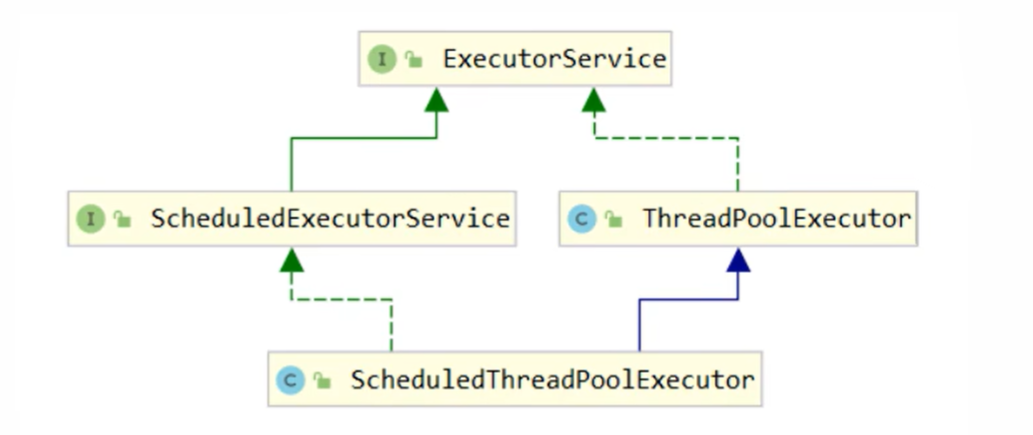 I ExecutorService
I ScheduledExecutorService
C ThreadPoolExecutor
C ScheduledThreadPoolExecutor